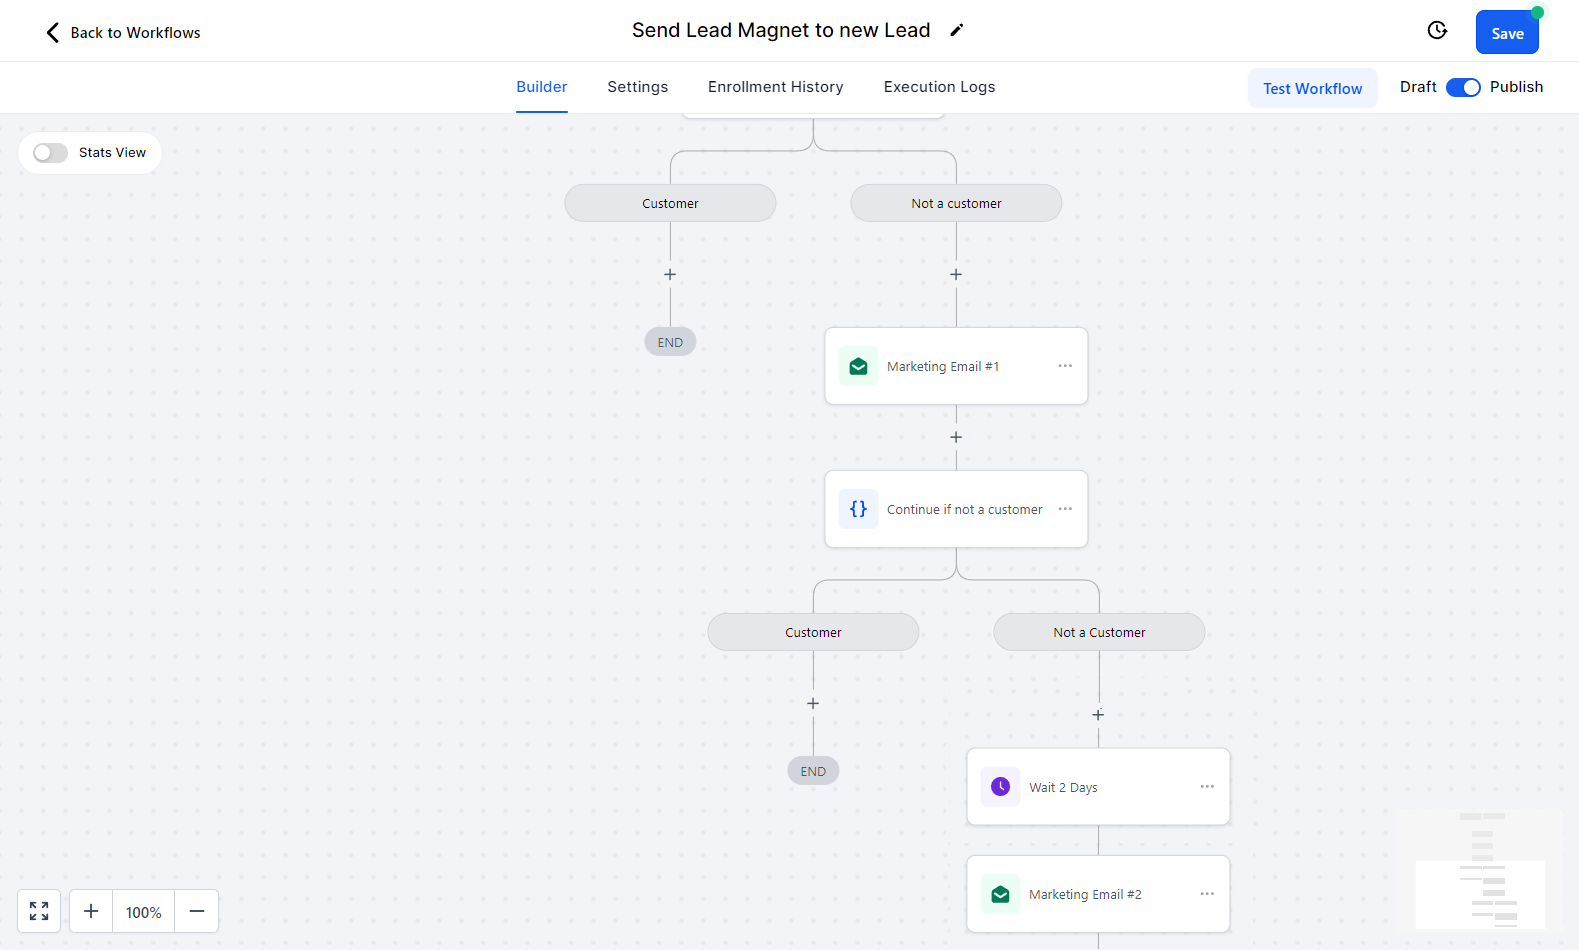 Back to Workflows
Send Lead Magnet to new Lead
Save
Builder
Settings
Enrollment History
Execution Logs
Test Workflow
Draft
Publish
Stats View
Customer
Not a customer
END
Marketing Email #1
{} Continue if not a customer
Customer
Not a Customer
END
Wait 2 Days
Marketing Email #2
100%